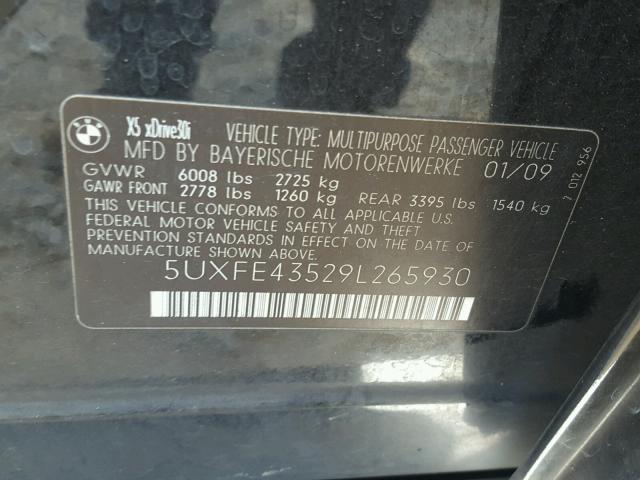 BMW
X5 xDrive30i
VEHICLE TYPE: MULTIPURPOSE PASSENGER VEHICLE
MFD BY BAYERISCHE MOTORENWERKE 01/09
GVWR 6008 lbs 2725 kg
GAWR FRONT 2778 lbs 1260 kg REAR 3395 lbs 1540 kg
THIS VEHICLE CONFORMS TO ALL APPLICABLE U.S.
FEDERAL MOTOR VEHICLE SAFETY, BUMPER, AND THEFT
PREVENTION STANDARDS IN EFFECT ON THE DATE OF
MANUFACTURE SHOWN ABOVE.
5UXFE43529L265930
7 012 956